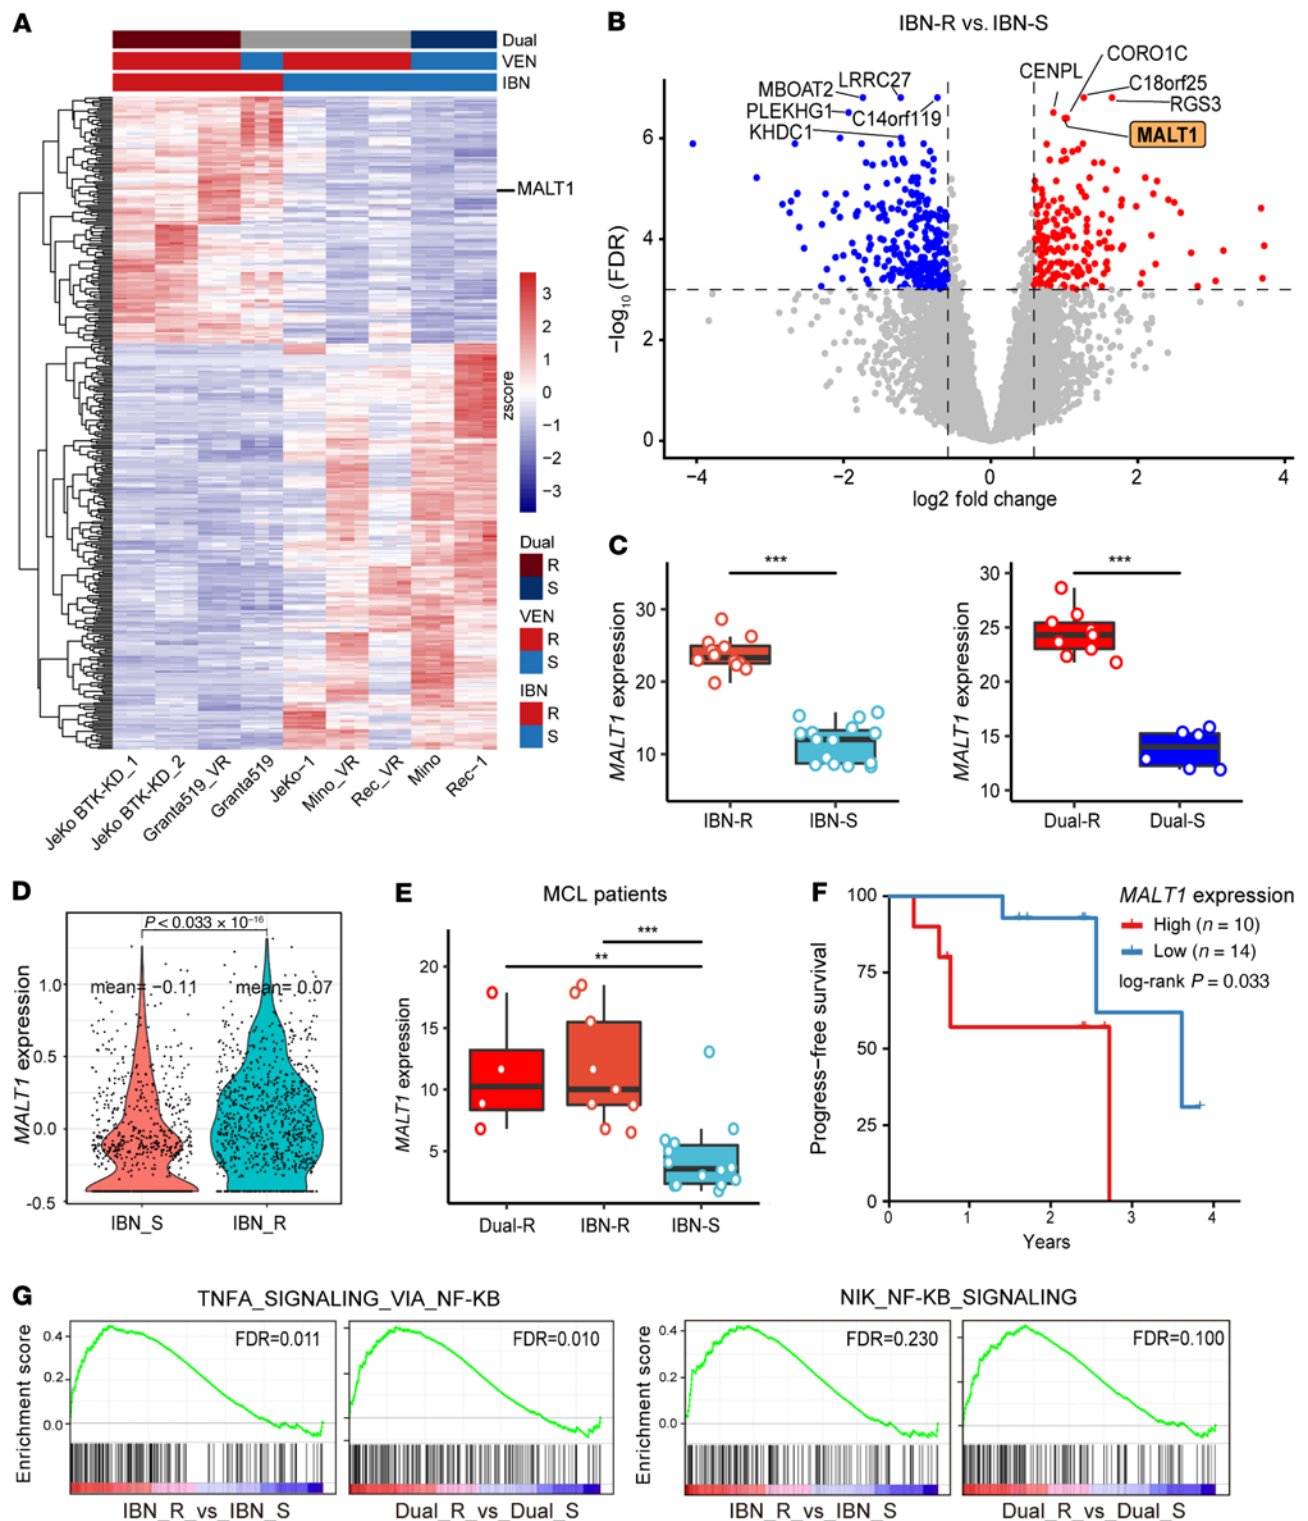 A
Dual
VEN
IBN
MALT1
3
2
1
0
−1
−2
−3
zscore
Dual
R
S
VEN
R
S
IBN
R
S
JeKo BTK-KD_1
JeKo BTK-KD_2
Granta519_VR
Granta519
JeKo−1
Mino_VR
Rec_VR
Mino
Rec-1
B
IBN-R vs. IBN-S
MBOAT2
LRRC27
PLEKHG1
C14orf119
KHDC1
CENPL
CORO1C
C18orf25
RGS3
MALT1
−log10 (FDR)
6
4
2
0
−4
−2
0
2
4
log2 fold change
C
***
MALT1 expression
30
20
10
IBN-R
IBN-S
***
MALT1 expression
30
25
20
15
10
Dual-R
Dual-S
D
P < 0.033 × 10−16
mean= −0.11
mean= 0.07
MALT1 expression
1.0
0.5
0.0
-0.5
IBN_S
IBN_R
E
MCL patients
***
**
MALT1 expression
20
15
10
5
Dual-R
IBN-R
IBN-S
F
MALT1 expression
High (n = 10)
Low (n = 14)
log-rank P = 0.033
Progress-free survival
100
75
50
25
0
0
1
2
3
4
Years
G
TNFA_SIGNALING_VIA_NF-KB
Enrichment score
0.4
0.2
0.0
FDR=0.011
IBN_R_vs_IBN_S
FDR=0.010
Dual_R_vs_Dual_S
NIK_NF-KB_SIGNALING
Enrichment score
0.4
0.2
0.0
FDR=0.230
IBN_R_vs_IBN_S
FDR=0.100
Dual_R_vs_Dual_S